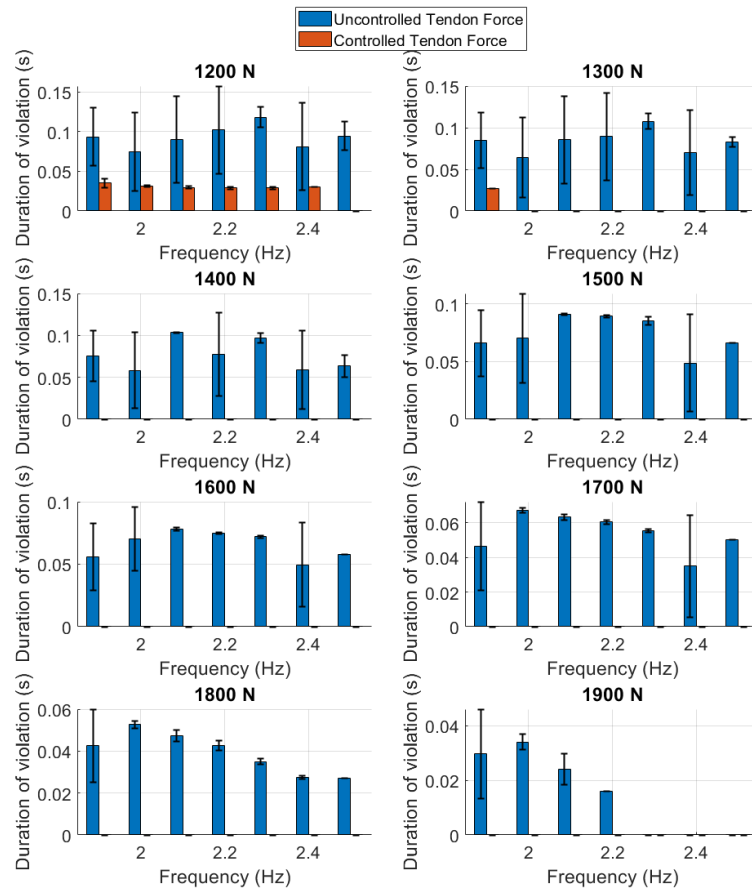 Uncontrolled Tendon Force
Controlled Tendon Force
1200 N
0.15
0.1
0.05
0
Duration of violation (s)
2
2.2
2.4
Frequency (Hz)
1300 N
0.15
0.1
0.05
0
Duration of violation (s)
2
2.2
2.4
Frequency (Hz)
1400 N
0.15
0.1
0.05
0
Duration of violation (s)
2
2.2
2.4
Frequency (Hz)
1500 N
0.1
0.05
0
Duration of violation (s)
2
2.2
2.4
Frequency (Hz)
1600 N
0.1
0.05
0
Duration of violation (s)
2
2.2
2.4
Frequency (Hz)
1700 N
0.06
0.04
0.02
0
Duration of violation (s)
2
2.2
2.4
Frequency (Hz)
1800 N
0.06
0.04
0.02
0
Duration of violation (s)
2
2.2
2.4
Frequency (Hz)
1900 N
0.04
0.02
0
Duration of violation (s)
2
2.2
2.4
Frequency (Hz)